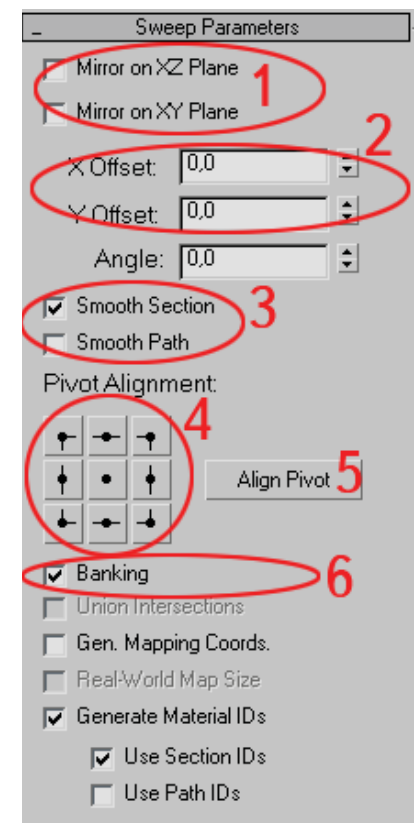 - Sweep Parameters
Mirror on XZ Plane
1
Mirror on XY Plane
2
X Offset: 0,0
Y Offset: 0,0
Angle: 0,0
Smooth Section
3
Smooth Path
Pivot Alignment:
4
Align Pivot 5
Banking
6
Union Intersections
Gen. Mapping Coords.
Real-World Map Size
Generate Material IDs
Use Section IDs
Use Path IDs